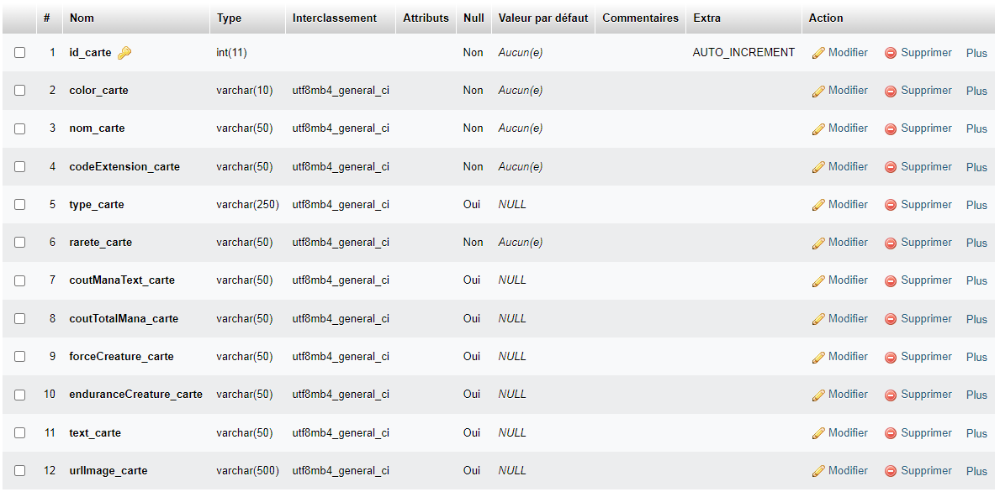 # Nom Type Interclassement Attributs Null Valeur par défaut Commentaires Extra Action
1 id_carte int(11) Non Aucun(e) AUTO_INCREMENT Modifier Supprimer Plus
2 color_carte varchar(10) utf8mb4_general_ci Non Aucun(e) Modifier Supprimer Plus
3 nom_carte varchar(50) utf8mb4_general_ci Non Aucun(e) Modifier Supprimer Plus
4 codeExtension_carte varchar(50) utf8mb4_general_ci Non Aucun(e) Modifier Supprimer Plus
5 type_carte varchar(250) utf8mb4_general_ci Oui NULL Modifier Supprimer Plus
6 rarete_carte varchar(50) utf8mb4_general_ci Non Aucun(e) Modifier Supprimer Plus
7 coutManaText_carte varchar(50) utf8mb4_general_ci Oui NULL Modifier Supprimer Plus
8 coutTotalMana_carte varchar(50) utf8mb4_general_ci Oui NULL Modifier Supprimer Plus
9 forceCreature_carte varchar(50) utf8mb4_general_ci Oui NULL Modifier Supprimer Plus
10 enduranceCreature_carte varchar(50) utf8mb4_general_ci Oui NULL Modifier Supprimer Plus
11 text_carte varchar(50) utf8mb4_general_ci Oui NULL Modifier Supprimer Plus
12 urlImage_carte varchar(500) utf8mb4_general_ci Oui NULL Modifier Supprimer Plus